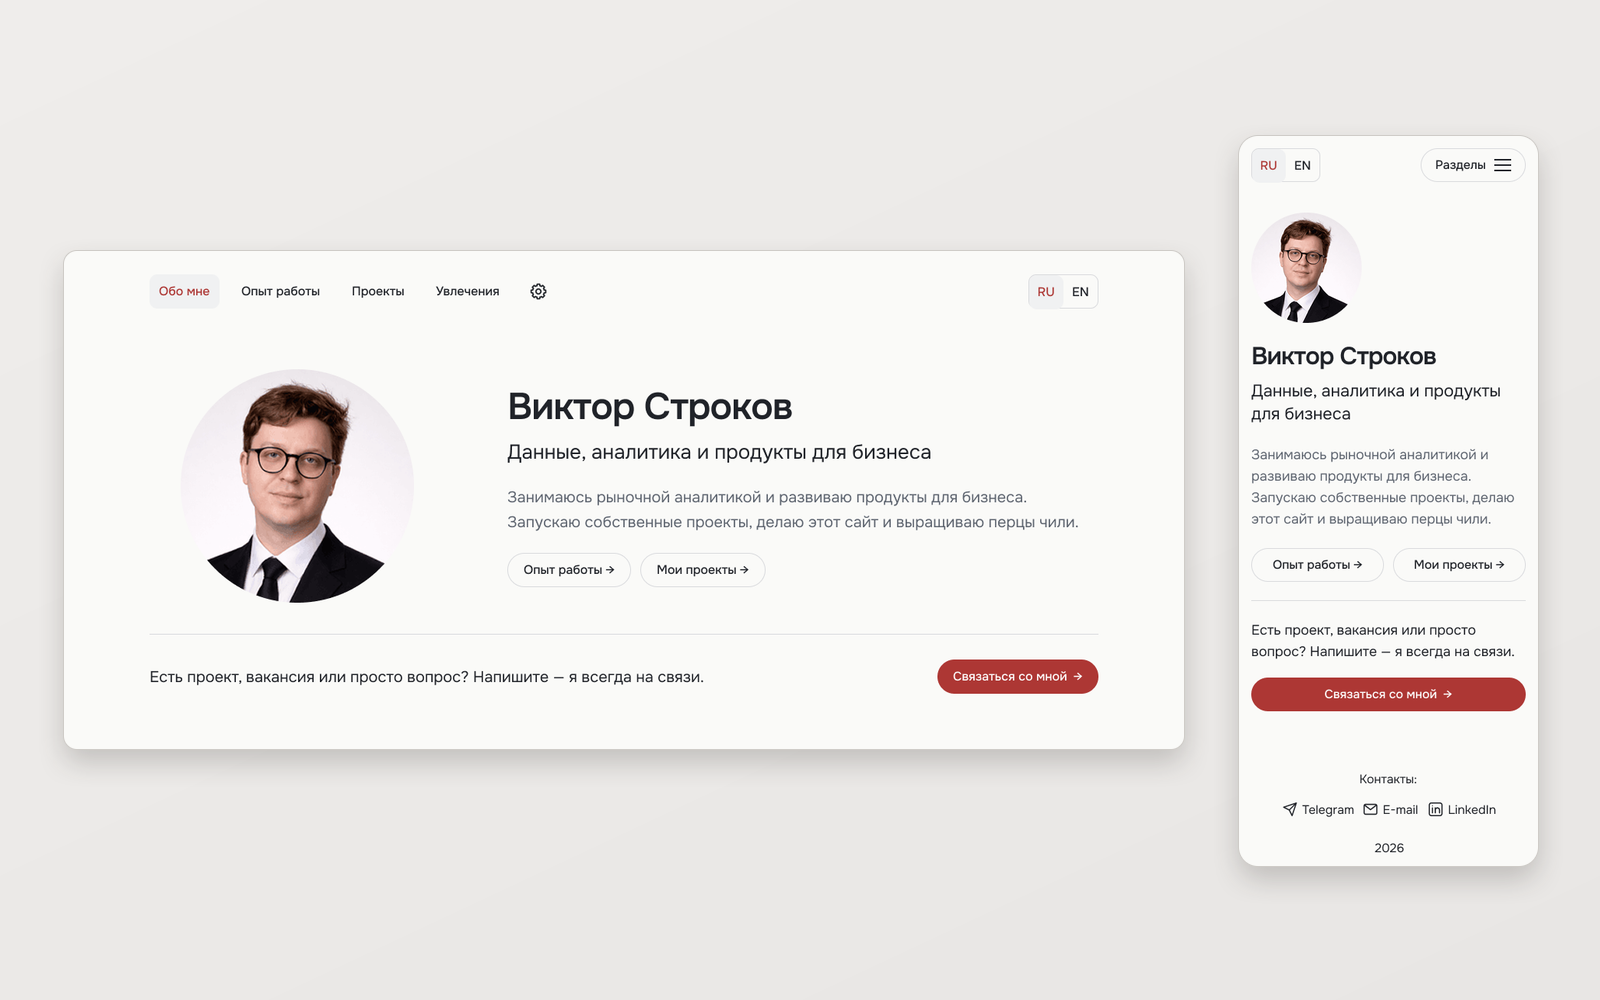 Обо мне Опыт работы Проекты Увлечения RU EN
Виктор Строков
Данные, аналитика и продукты для бизнеса
Занимаюсь рыночной аналитикой и развиваю продукты для бизнеса.
Запускаю собственные проекты, делаю этот сайт и выращиваю перцы чили.
Опыт работы → Мои проекты →
Есть проект, вакансия или просто вопрос? Напишите — я всегда на связи.
Связаться со мной →
RU EN Разделы
Виктор Строков
Данные, аналитика и продукты
для бизнеса
Занимаюсь рыночной аналитикой и
развиваю продукты для бизнеса.
Запускаю собственные проекты, делаю
этот сайт и выращиваю перцы чили.
Опыт работы → Мои проекты →
Есть проект, вакансия или просто
вопрос? Напишите — я всегда на связи.
Связаться со мной →
Контакты:
Telegram E-mail LinkedIn
2026